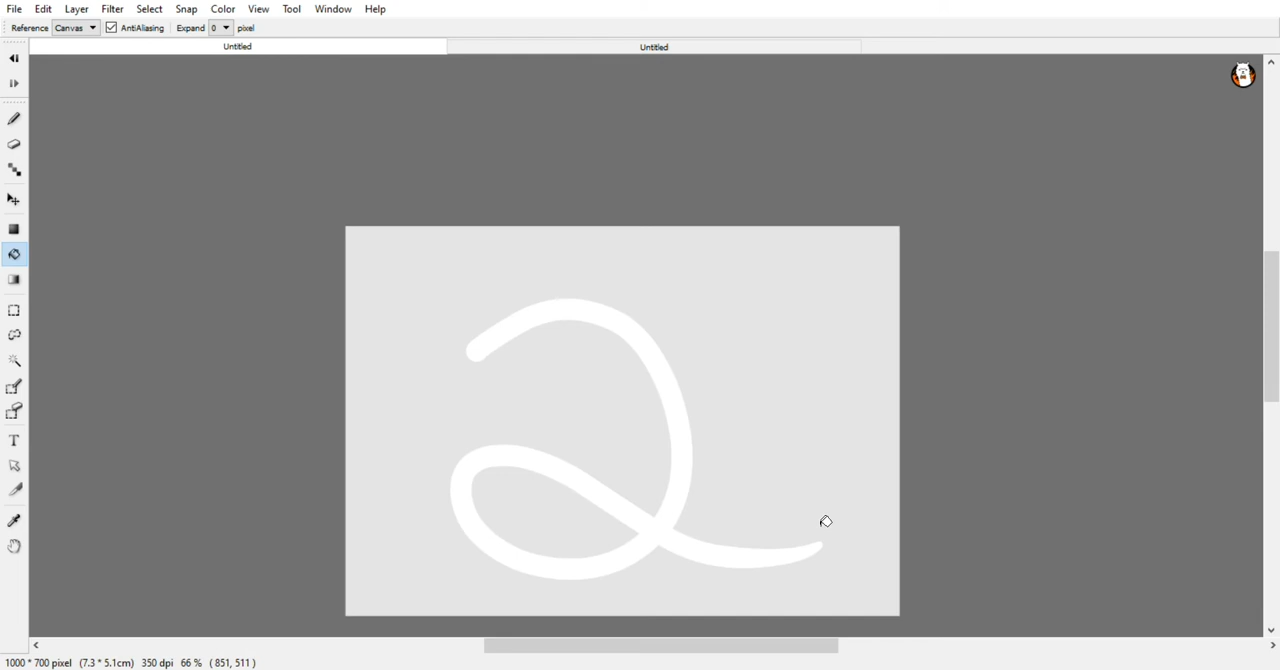 File Edit Layer Filter Select Snap Color View Tool Window Help
Reference Canvas AntiAliasing Expand 0 pixel
Untitled Untitled
2
T
1000 * 700 pixel (7.3 * 5.1cm) 350 dpi 66 % ( 851, 511 )